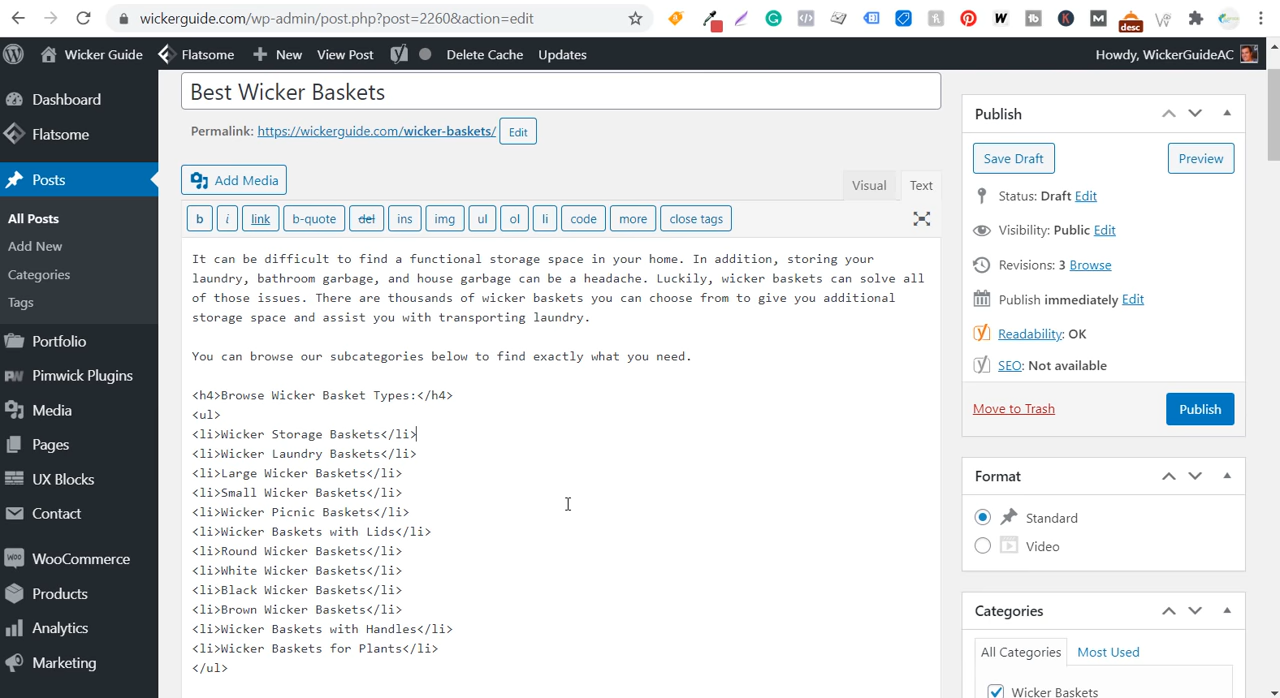 wickerguide.com/wp-admin/post.php?post=2260&action=edit
desc
Wicker Guide
Flatsome
New
View Post
Delete Cache
Updates
Howdy, WickerGuideAC
Dashboard
Flatsome
Posts
All Posts
Add New
Categories
Tags
Portfolio
Pimwick Plugins
Media
Pages
UX Blocks
Contact
WooCommerce
Products
Analytics
Marketing
Best Wicker Baskets
Permalink: https://wickerguide.com/wicker-baskets/ Edit
Add Media
Visual Text
b i link b-quote del ins img ul ol li code more close tags
It can be difficult to find a functional storage space in your home. In addition, storing your
laundry, bathroom garbage, and house garbage can be a headache. Luckily, wicker baskets can solve all
of those issues. There are thousands of wicker baskets you can choose from to give you additional
storage space and assist you with transporting laundry.
You can browse our subcategories below to find exactly what you need.
<h4>Browse Wicker Basket Types:</h4>
<ul>
<li>Wicker Storage Baskets</li>
<li>Wicker Laundry Baskets</li>
<li>Large Wicker Baskets</li>
<li>Small Wicker Baskets</li>
<li>Wicker Picnic Baskets</li>
<li>Wicker Baskets with Lids</li>
<li>Round Wicker Baskets</li>
<li>White Wicker Baskets</li>
<li>Black Wicker Baskets</li>
<li>Brown Wicker Baskets</li>
<li>Wicker Baskets with Handles</li>
<li>Wicker Baskets for Plants</li>
</ul>
Publish
Save Draft Preview
Status: Draft Edit
Visibility: Public Edit
Revisions: 3 Browse
Publish immediately Edit
Readability: OK
SEO: Not available
Move to Trash Publish
Format
Standard
Video
Categories
All Categories Most Used
Wicker Baskets